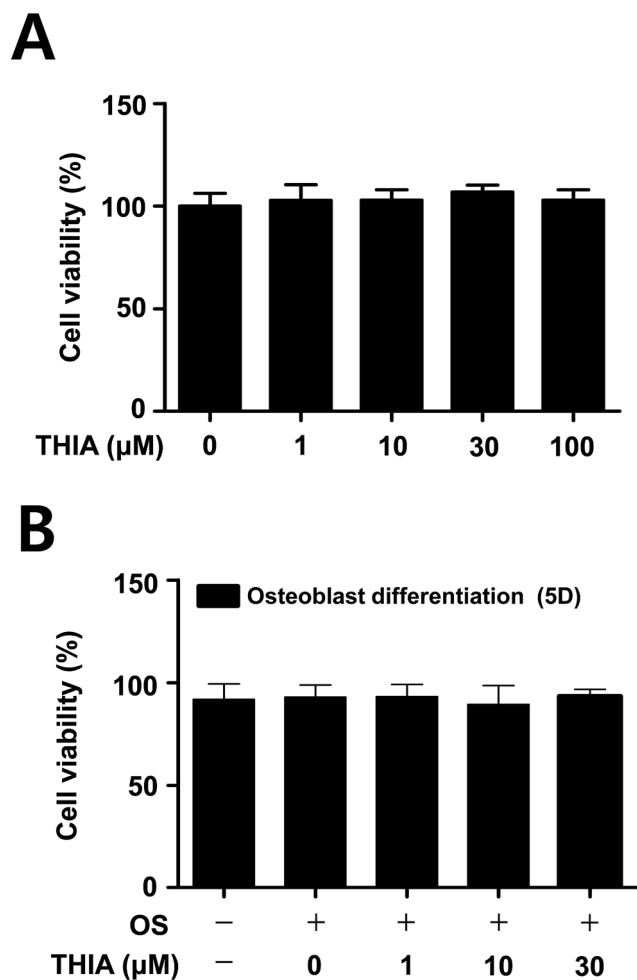 A
150
100
50
0
Cell viability (%)
THIA (µM) 0 1 10 30 100
B
150
100
50
0
Cell viability (%)
Osteoblast differentiation (5D)
OS − + + + +
THIA (µM) − 0 1 10 30